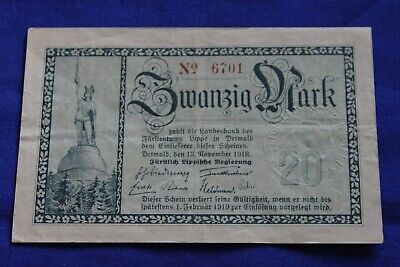 No 6701
Zwanzig Mark
zahlt die Landesbank des
Fürstentums Lippe in Detmold
dem Einlieferer dieses Scheines.
Detmold, den 13. November 1918.
Fürstlich Lippische Regierung
20
Dieser Schein verliert seine Gültigkeit, wenn er nicht bis
spätestens 1. Februar 1919 zur Einlösung vorgelegt wird.